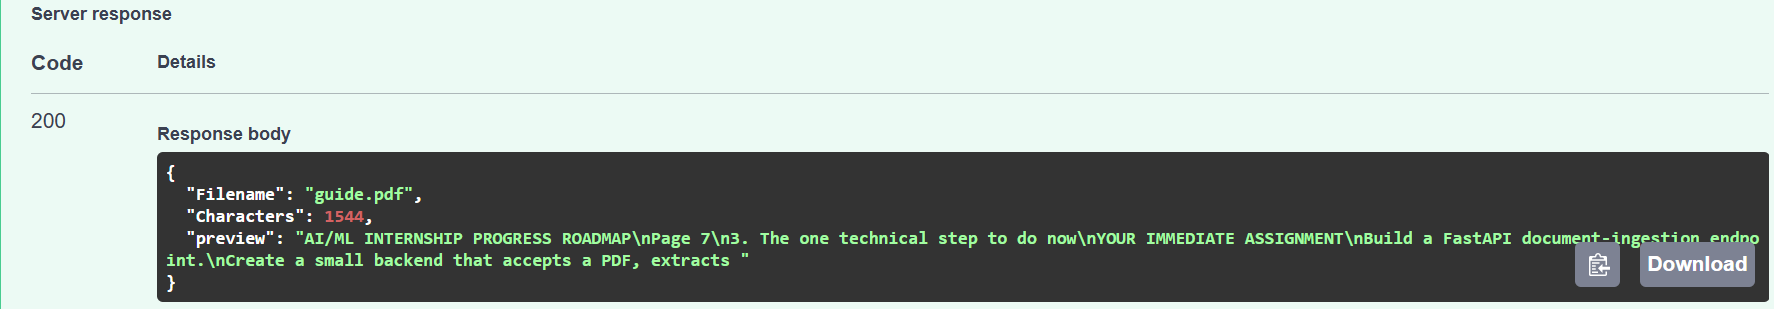 Server response
Code Details
200
Response body
{
  "Filename": "guide.pdf",
  "Characters": 1544,
  "preview": "AI/ML INTERNSHIP PROGRESS ROADMAP\nPage 7\n3. The one technical step to do now\nYOUR IMMEDIATE ASSIGNMENT\nBuild a FastAPI document-ingestion endpo
int.\nCreate a small backend that accepts a PDF, extracts "
}
Download